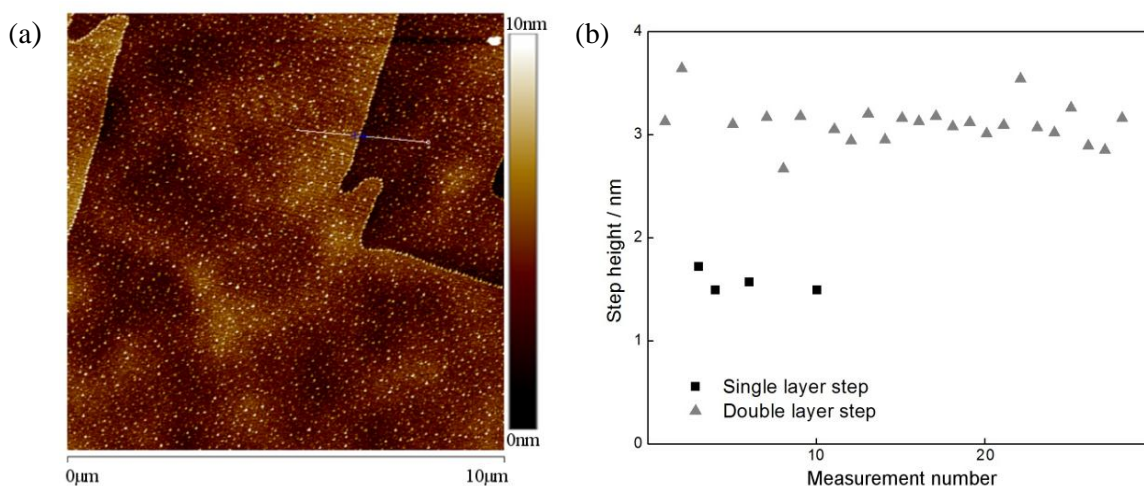 (a)
10nm
0nm
0µm
10µm
(b)
4
3
2
1
0
Step height / nm
Single layer step
Double layer step
10
20
Measurement number